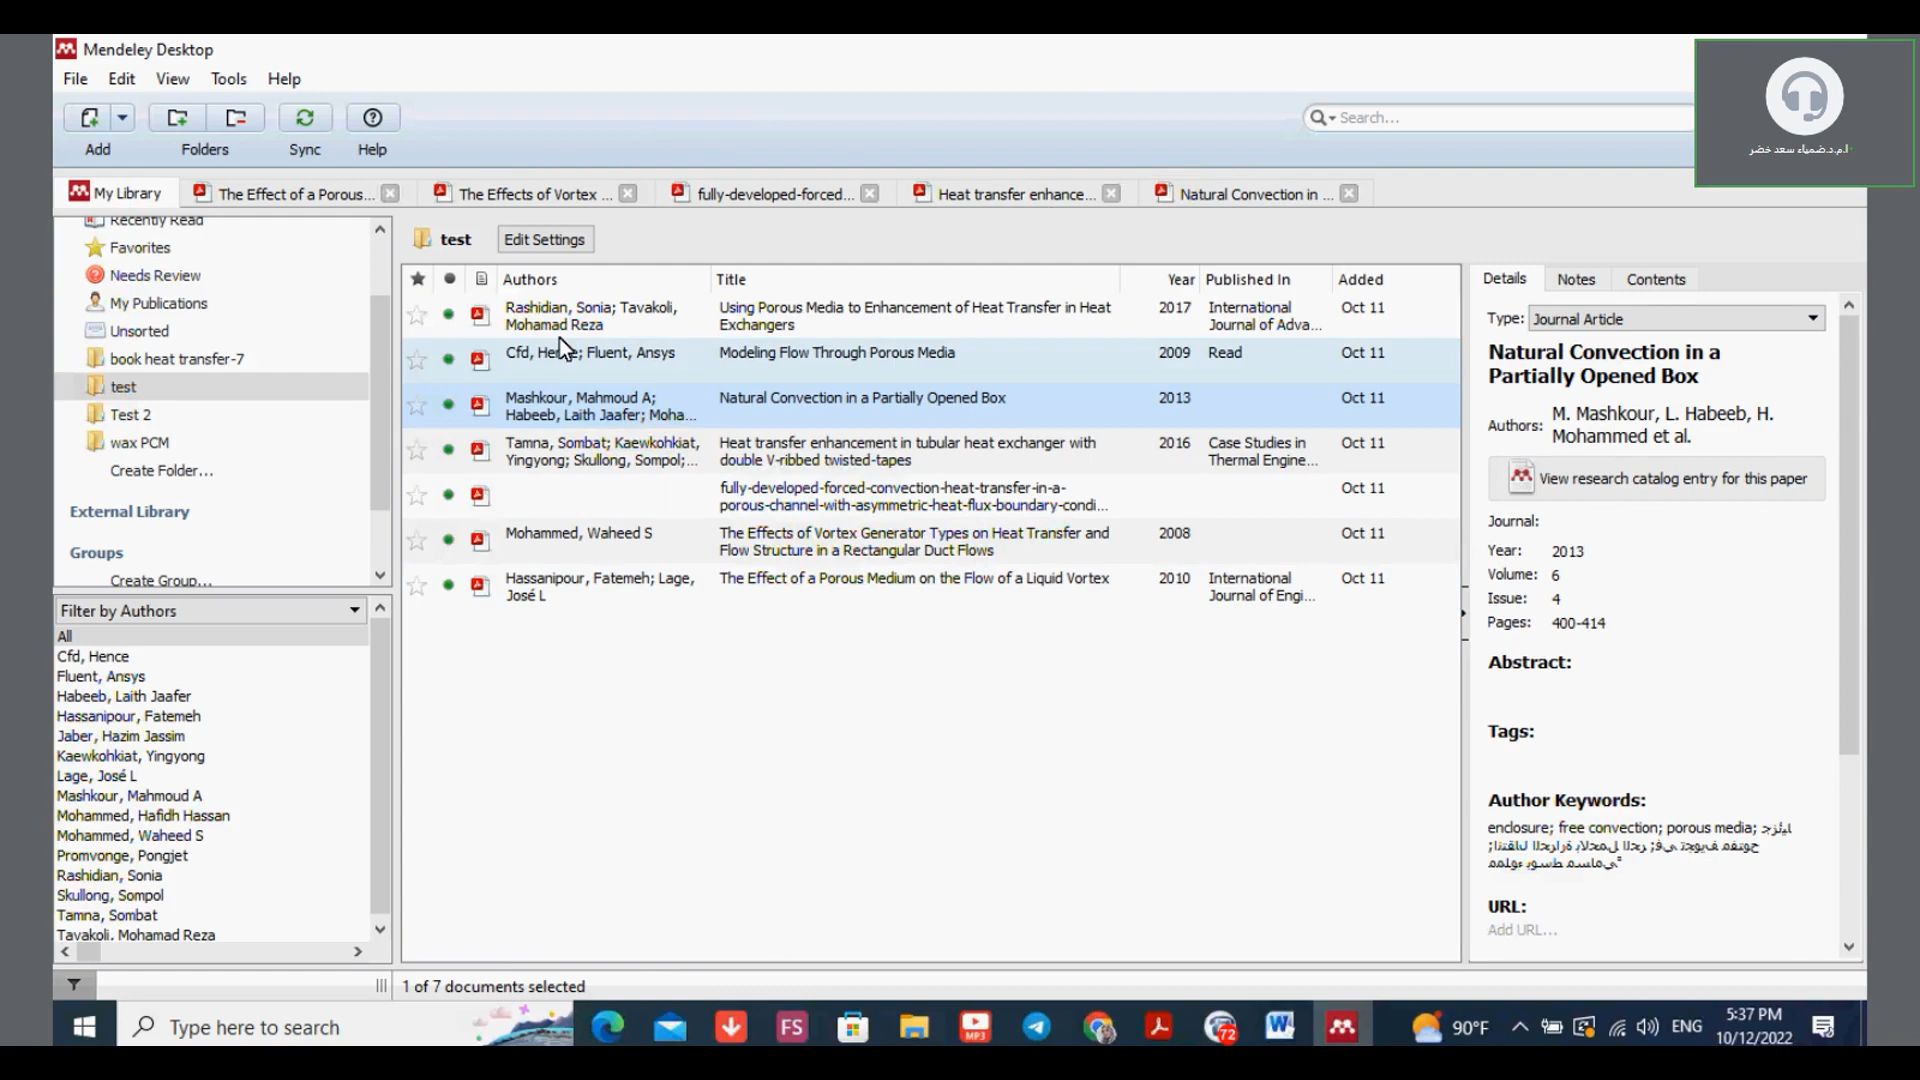 Mendeley Desktop
File Edit View Tools Help
Search...
Add Folders Sync Help
ا.م.د.ضمياء سعد خضر
My Library The Effect of a Porous... The Effects of Vortex ... fully-developed-forced... Heat transfer enhance... Natural Convection in ...
Recently Read
Favorites
Needs Review
My Publications
Unsorted
book heat transfer-7
test
Test 2
wax PCM
Create Folder...
External Library
Groups
Create Group...
Filter by Authors
All
Cfd, Hence
Fluent, Ansys
Habeeb, Laith Jaafer
Hassanipour, Fatemeh
Jaber, Hazim Jassim
Kaewkohkiat, Yingyong
Lage, José L
Mashkour, Mahmoud A
Mohammed, Hafidh Hassan
Mohammed, Waheed S
Promvonge, Pongjet
Rashidian, Sonia
Skullong, Sompol
Tamna, Sombat
Tavakoli, Mohamad Reza
test Edit Settings
Authors Title Year Published In Added
Rashidian, Sonia; Tavakoli, Using Porous Media to Enhancement of Heat Transfer in Heat 2017 International Oct 11
Mohamad Reza Exchangers Journal of Adva...
Cfd, Hence; Fluent, Ansys Modeling Flow Through Porous Media 2009 Read Oct 11
Mashkour, Mahmoud A; Natural Convection in a Partially Opened Box 2013 Oct 11
Habeeb, Laith Jaafer; Moha...
Tamna, Sombat; Kaewkohkiat, Heat transfer enhancement in tubular heat exchanger with 2016 Case Studies in Oct 11
Yingyong; Skullong, Sompol;... double V-ribbed twisted-tapes Thermal Engine...
fully-developed-forced-convection-heat-transfer-in-a- Oct 11
porous-channel-with-asymmetric-heat-flux-boundary-condi...
Mohammed, Waheed S The Effects of Vortex Generator Types on Heat Transfer and 2008 Oct 11
Flow Structure in a Rectangular Duct Flows
Hassanipour, Fatemeh; Lage, The Effect of a Porous Medium on the Flow of a Liquid Vortex 2010 International Oct 11
José L Journal of Engi...
Details Notes Contents
Type: Journal Article
Natural Convection in a
Partially Opened Box
Authors: M. Mashkour, L. Habeeb, H.
Mohammed et al.
View research catalog entry for this paper
Journal:
Year: 2013
Volume: 6
Issue: 4
Pages: 400-414
Abstract:
Tags:
Author Keywords:
enclosure; free convection; porous media;
URL:
Add URL...
1 of 7 documents selected
Type here to search
FS
MP3
72
90°F
ENG
5:37 PM
10/12/2022